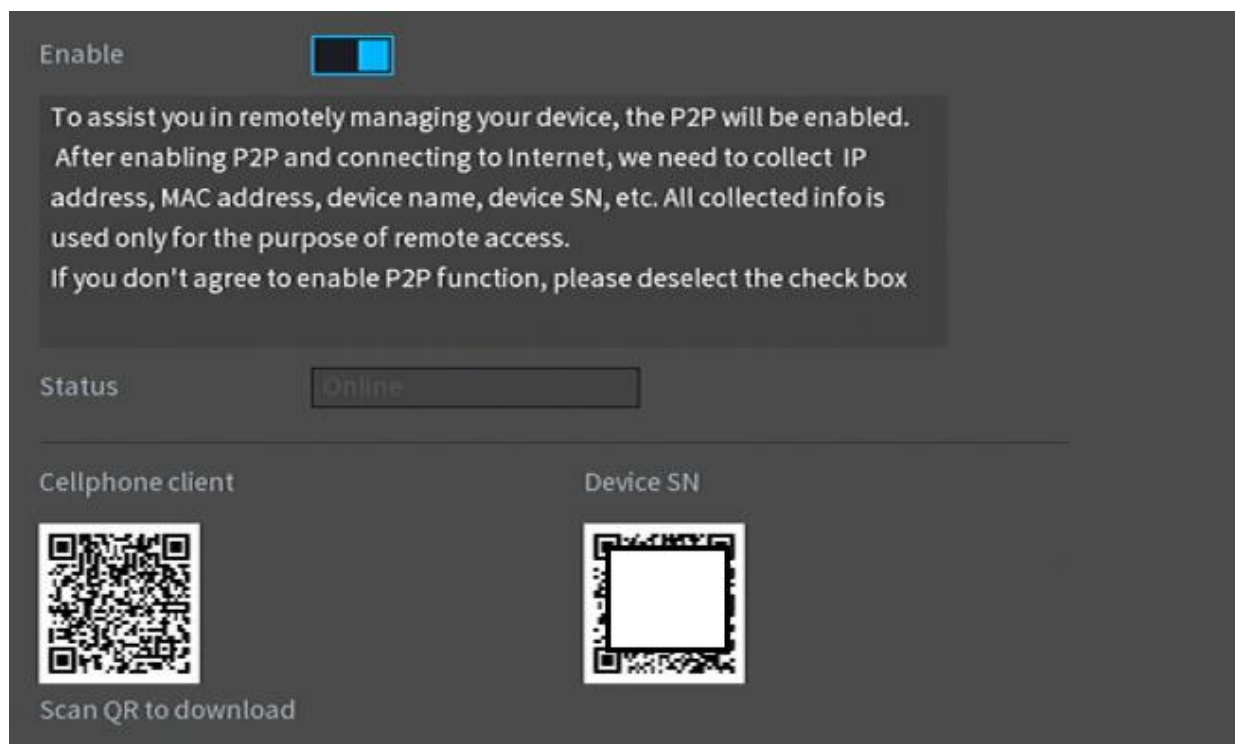 Enable
To assist you in remotely managing your device, the P2P will be enabled.
After enabling P2P and connecting to Internet, we need to collect IP
address, MAC address, device name, device SN, etc. All collected info is
used only for the purpose of remote access.
If you don't agree to enable P2P function, please deselect the check box
Status
Online
Cellphone client
Device SN
Scan QR to download